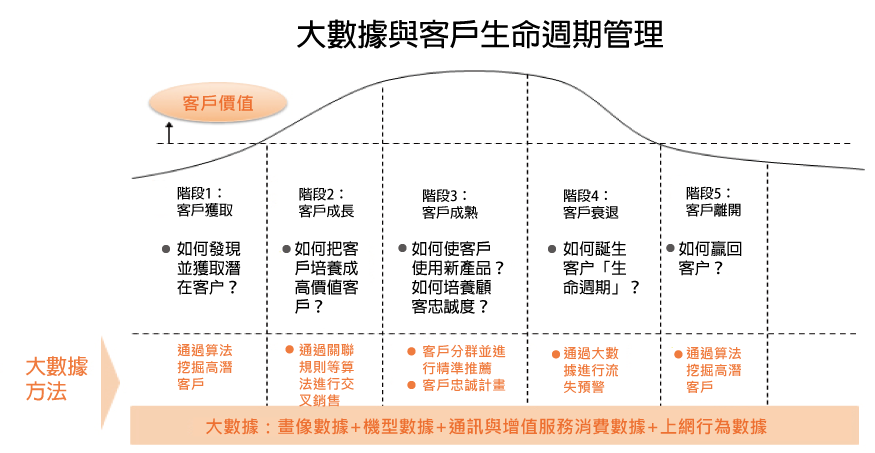 大數據與客戶生命週期管理
客戶價值
階段1：
客戶獲取
階段2：
客戶成長
階段3：
客戶成熟
階段4：
客戶衰退
階段5：
客戶離開
● 如何發現
並獲取潛
在客户？
● 如何把客
戶培養成
高價值客
戶？
● 如何使客戶
使用新產品？
如何培養顧
客忠誠度？
● 如何誕生
客户「生
命週期」？
● 如何贏回
客户？
大數據
方法
通過算法
挖掘高潛
客戶
● 通過關聯
規則等算
法進行交
叉銷售
● 客戶分群並進
行精準推薦
● 客戶忠誠計畫
● 通過大數
據進行流
失預警
● 通過算法
挖掘高潛
客戶
大數據：畫像數據+機型數據+通訊與增值服務消費數據+上網行為數據